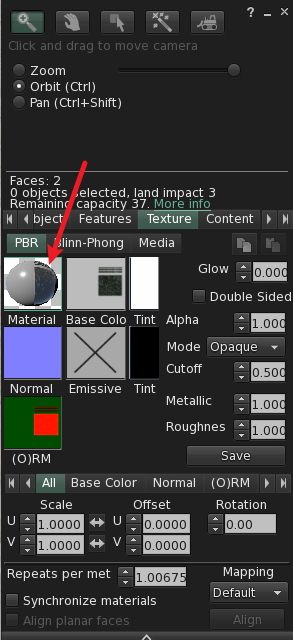 ? _ ×
Click and drag to move camera
Zoom
Orbit (Ctrl)
Pan (Ctrl+Shift)
Faces: 2
0 objects selected, land impact 3
Remaining capacity 37. More info
bject Features Texture Content
PBR Blinn-Phong Media
Glow 0.000
Double Sided
Material Base Colo Tint
Alpha 1.000
Mode Opaque
Cutoff 0.500
Normal Emissive Tint
Metallic 1.000
Roughnes 1.000
(O)RM
Save
All Base Color Normal (O)RM
Scale Offset Rotation
U 1.0000 U 0.0000 0.00
V 1.0000 V 0.0000
Repeats per met 1.00675 Mapping
Synchronize materials Default
Align planar faces Align